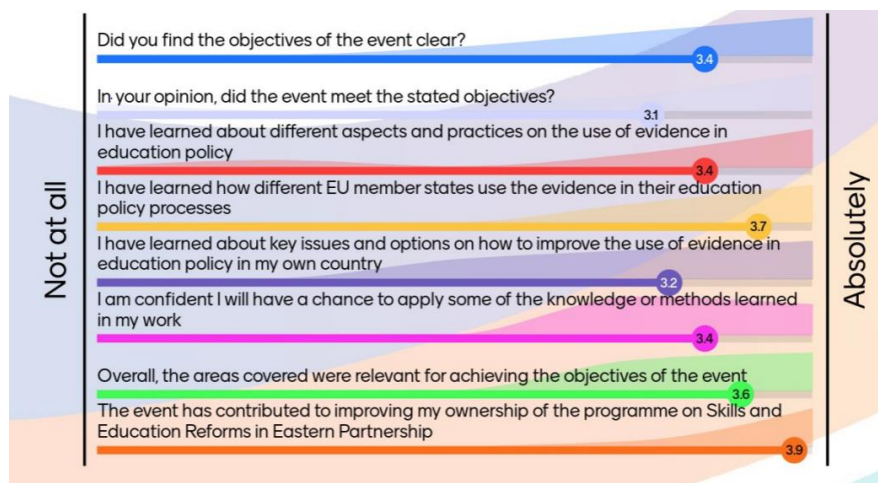 Not at all
Did you find the objectives of the event clear?
3.4
In your opinion, did the event meet the stated objectives?
3.1
I have learned about different aspects and practices on the use of evidence in
education policy
3.4
I have learned how different EU member states use the evidence in their education
policy processes
3.7
I have learned about key issues and options on how to improve the use of evidence in
education policy in my own country
3.2
I am confident I will have a chance to apply some of the knowledge or methods learned
in my work
3.4
Overall, the areas covered were relevant for achieving the objectives of the event
3.6
The event has contributed to improving my ownership of the programme on Skills and
Education Reforms in Eastern Partnership
3.9
Absolutely